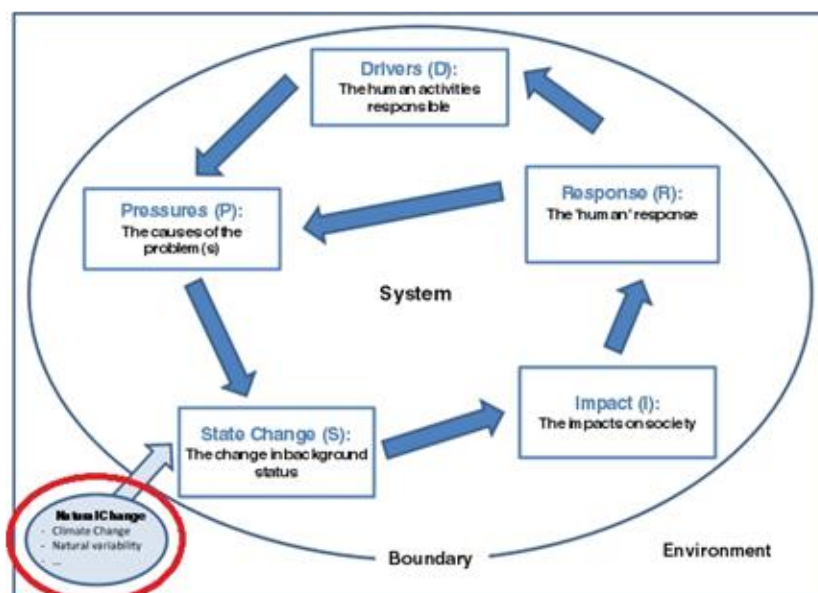 Drivers (D):
The human activities
responsible
Pressures (P):
The causes of the
problem(s)
Response (R):
The 'human' response
System
State Change (S):
The change in background
status
Impact (I):
The impacts on society
Natural Change
- Climate Change
- Natural variability
- ...
Boundary
Environment